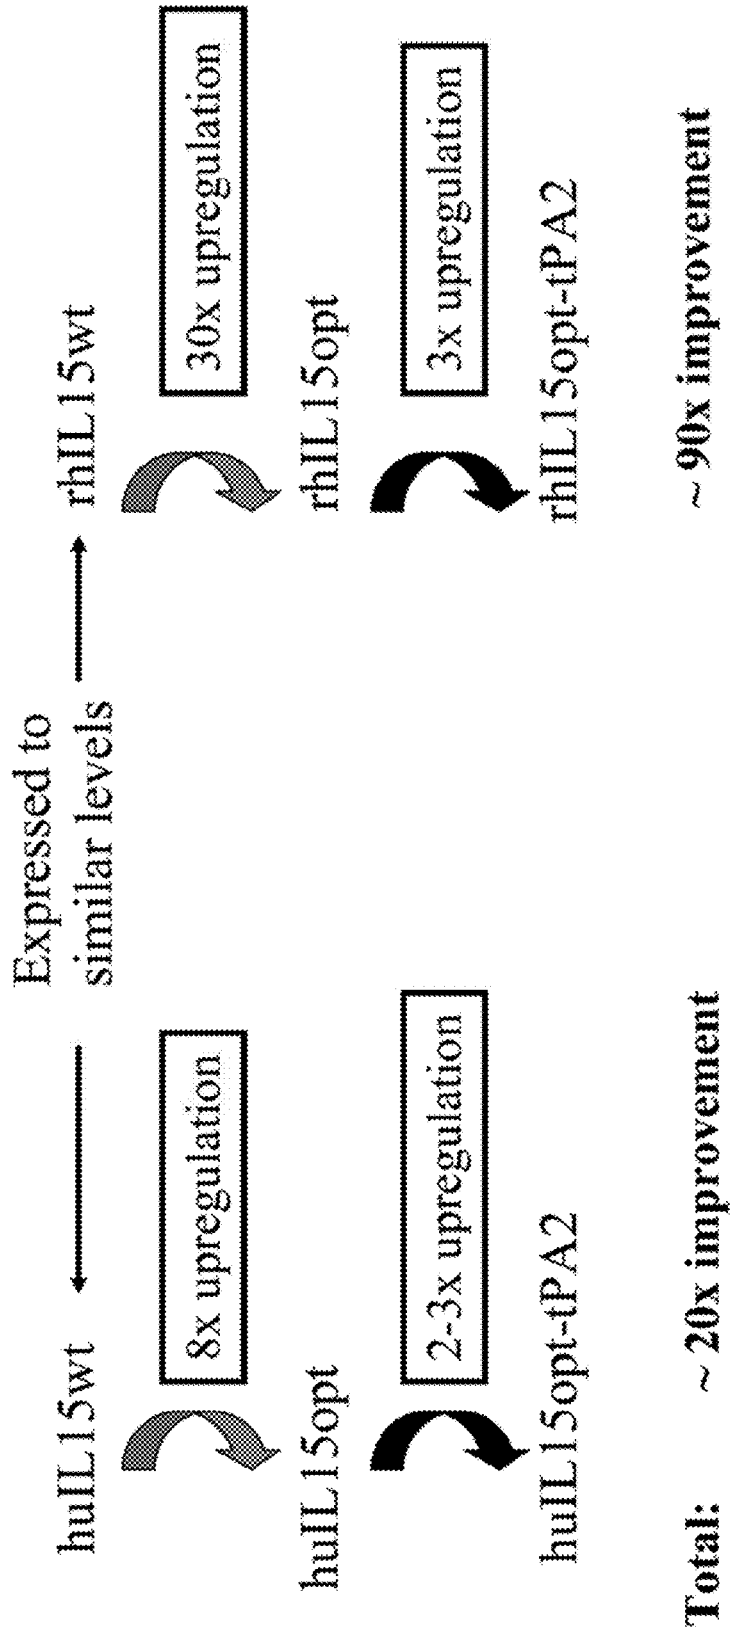 Expressed to
similar levels
huIL15wt
rhIL15wt
8x upregulation
30x upregulation
huIL15opt
rhIL15opt
2-3x upregulation
3x upregulation
huIL15opt-tPA2
rhIL15opt-tPA2
Total: ~ 20x improvement ~ 90x improvement